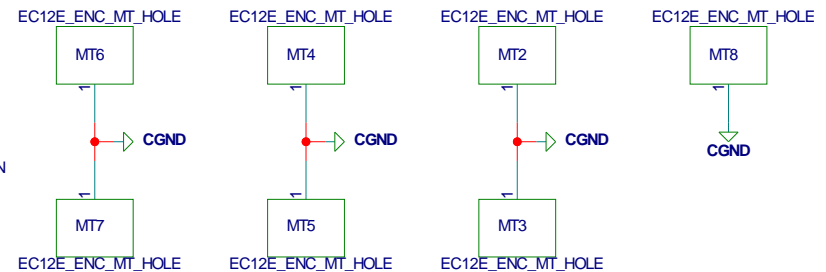 EC12E_ENC_MT_HOLE EC12E_ENC_MT_HOLE EC12E_ENC_MT_HOLE EC12E_ENC_MT_HOLE
MT6 MT4 MT2 MT8
1 1 1 1
CGND CGND CGND CGND
N
1 1 1
MT7 MT5 MT3
EC12E_ENC_MT_HOLE EC12E_ENC_MT_HOLE EC12E_ENC_MT_HOLE